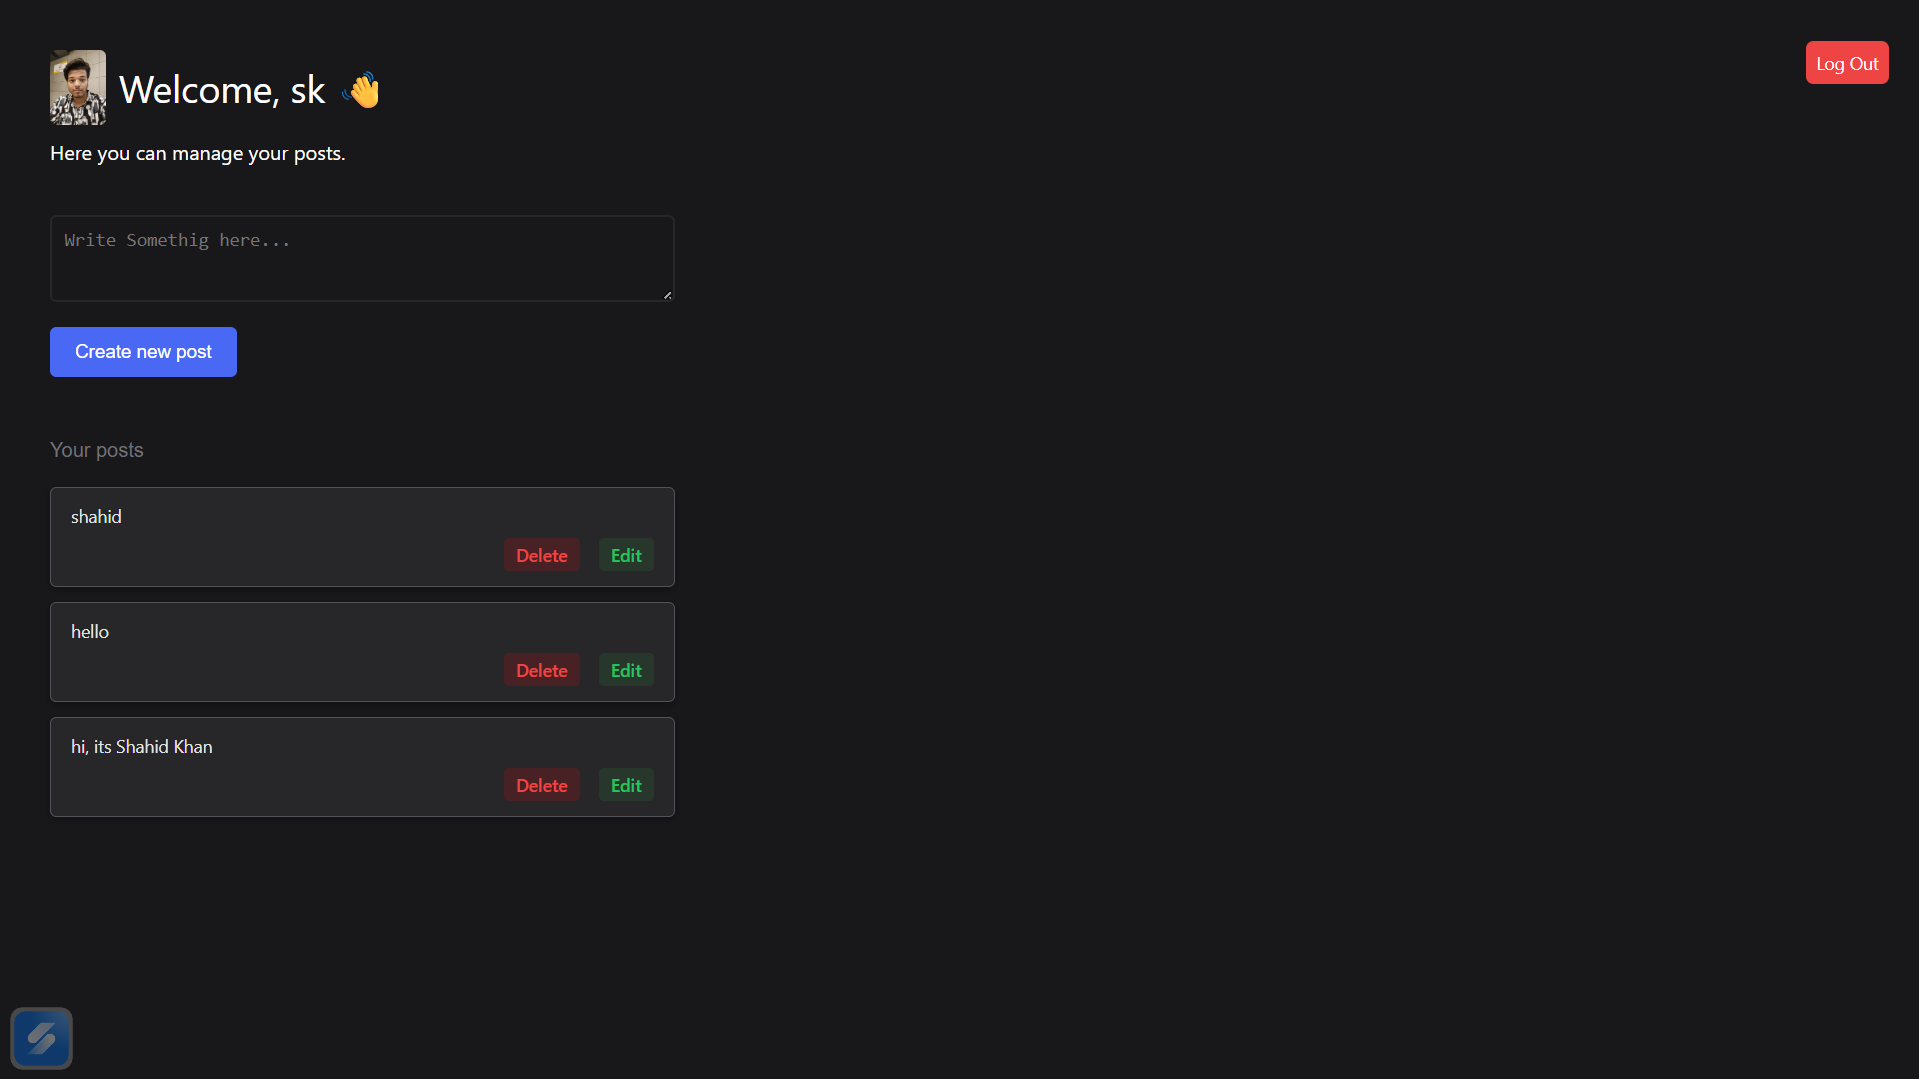 Log Out
Welcome, sk 👋
Here you can manage your posts.
Write Somethig here...
Create new post
Your posts
shahid
Delete Edit
hello
Delete Edit
hi, its Shahid Khan
Delete Edit